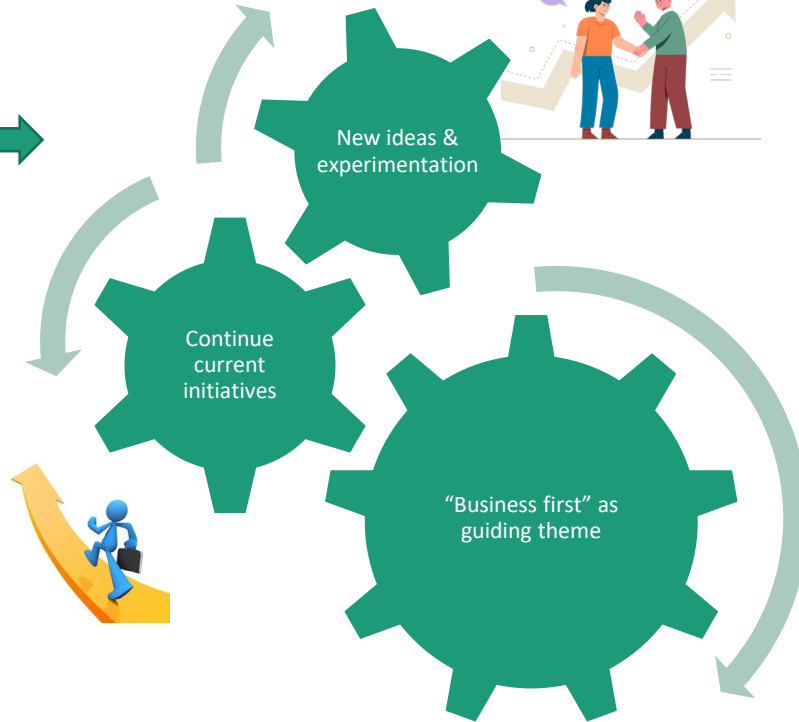 New ideas &
experimentation
Continue
current
initiatives
“Business first” as
guiding theme